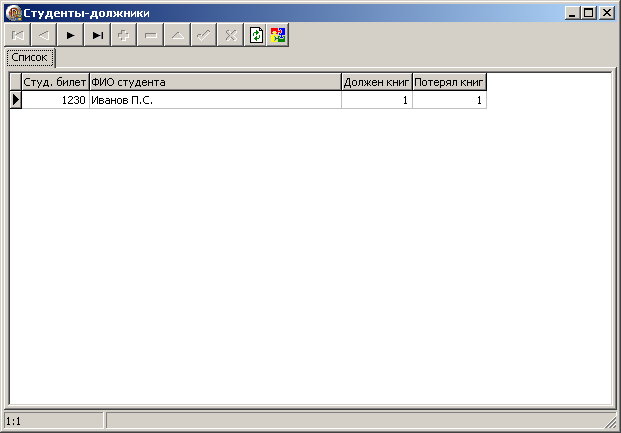 Студенты-должники
Список
Студ. билет ФИО студента Должен книг Потерял книг
1230 Иванов П.С. 1 1
1:1